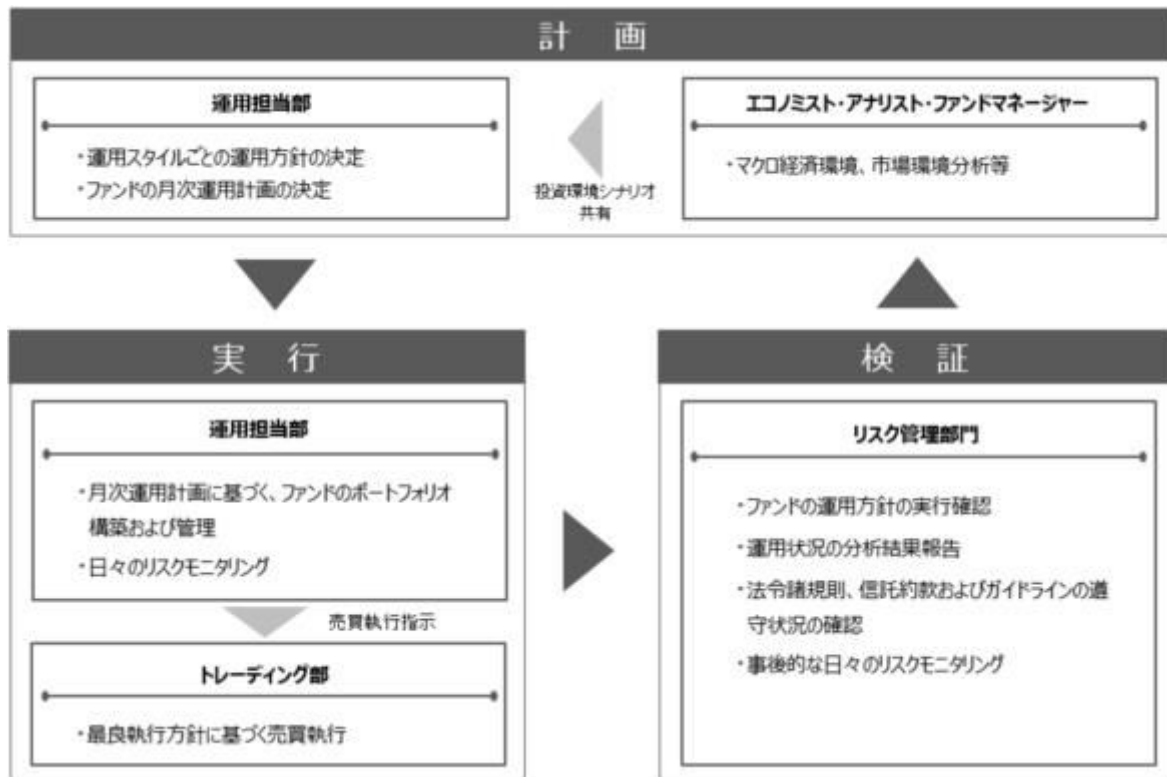 計 画
運用担当部
・運用スタイルごとの運用方針の決定
・ファンドの月次運用計画の決定
投資環境シナリオ
共有
エコノミスト・アナリスト・ファンドマネージャー
・マクロ経済環境、市場環境分析等
実 行
運用担当部
・月次運用計画に基づく、ファンドのポートフォリオ
構築および管理
・日々のリスクモニタリング
売買執行指示
トレーディング部
・最良執行方針に基づく売買執行
検 証
リスク管理部門
・ファンドの運用方針の実行確認
・運用状況の分析結果報告
・法令諸規則、信託約款およびガイドラインの遵
守状況の確認
・事後的な日々のリスクモニタリング